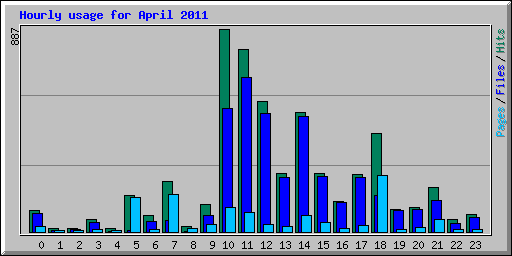 Hourly usage for April 2011
887
Pages / Files / Hits
0 1 2 3 4 5 6 7 8 9 10 11 12 13 14 15 16 17 18 19 20 21 22 23